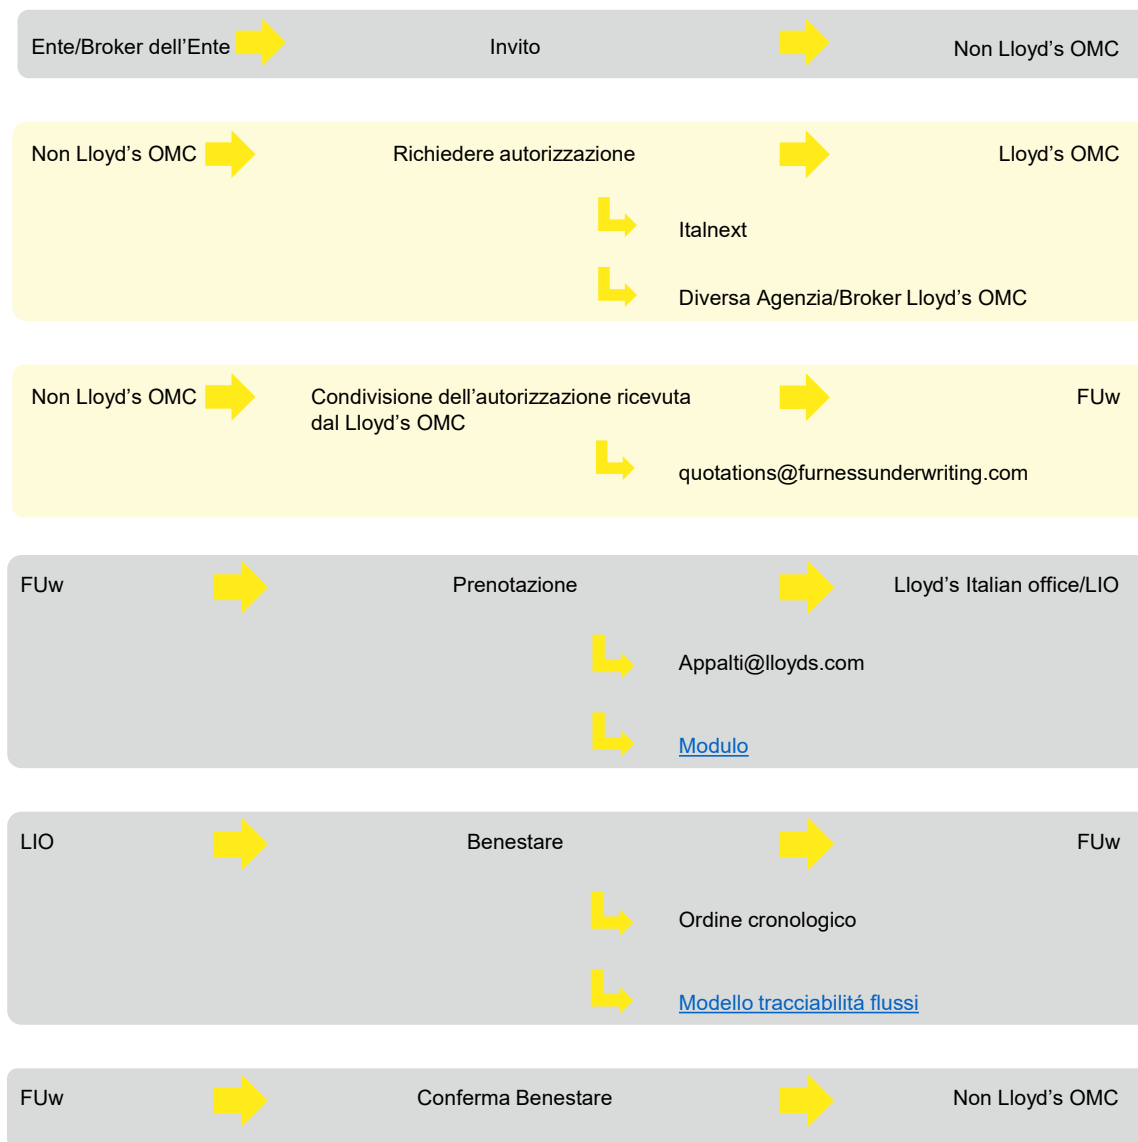 Ente/Broker dell’Ente Invito Non Lloyd’s OMC
Non Lloyd’s OMC Richiedere autorizzazione Lloyd’s OMC
Italnext
Diversa Agenzia/Broker Lloyd’s OMC
Non Lloyd’s OMC Condivisione dell’autorizzazione ricevuta FUw
dal Lloyd’s OMC
quotations@furnessunderwriting.com
FUw Prenotazione Lloyd’s Italian office/LIO
Appalti@lloyds.com
Modulo
LIO Benestare FUw
Ordine cronologico
Modello tracciabilitá flussi
FUw Conferma Benestare Non Lloyd’s OMC